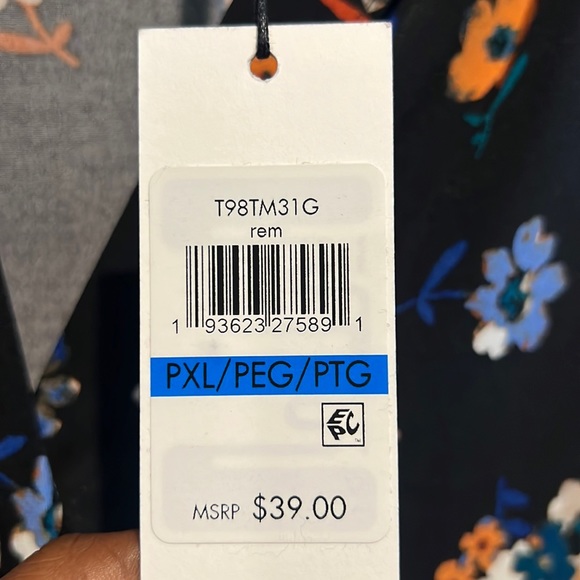 T98TM31G
rem
1 93623 27589 1
PXL/PEG/PTG
EPC
MSRP $39.00